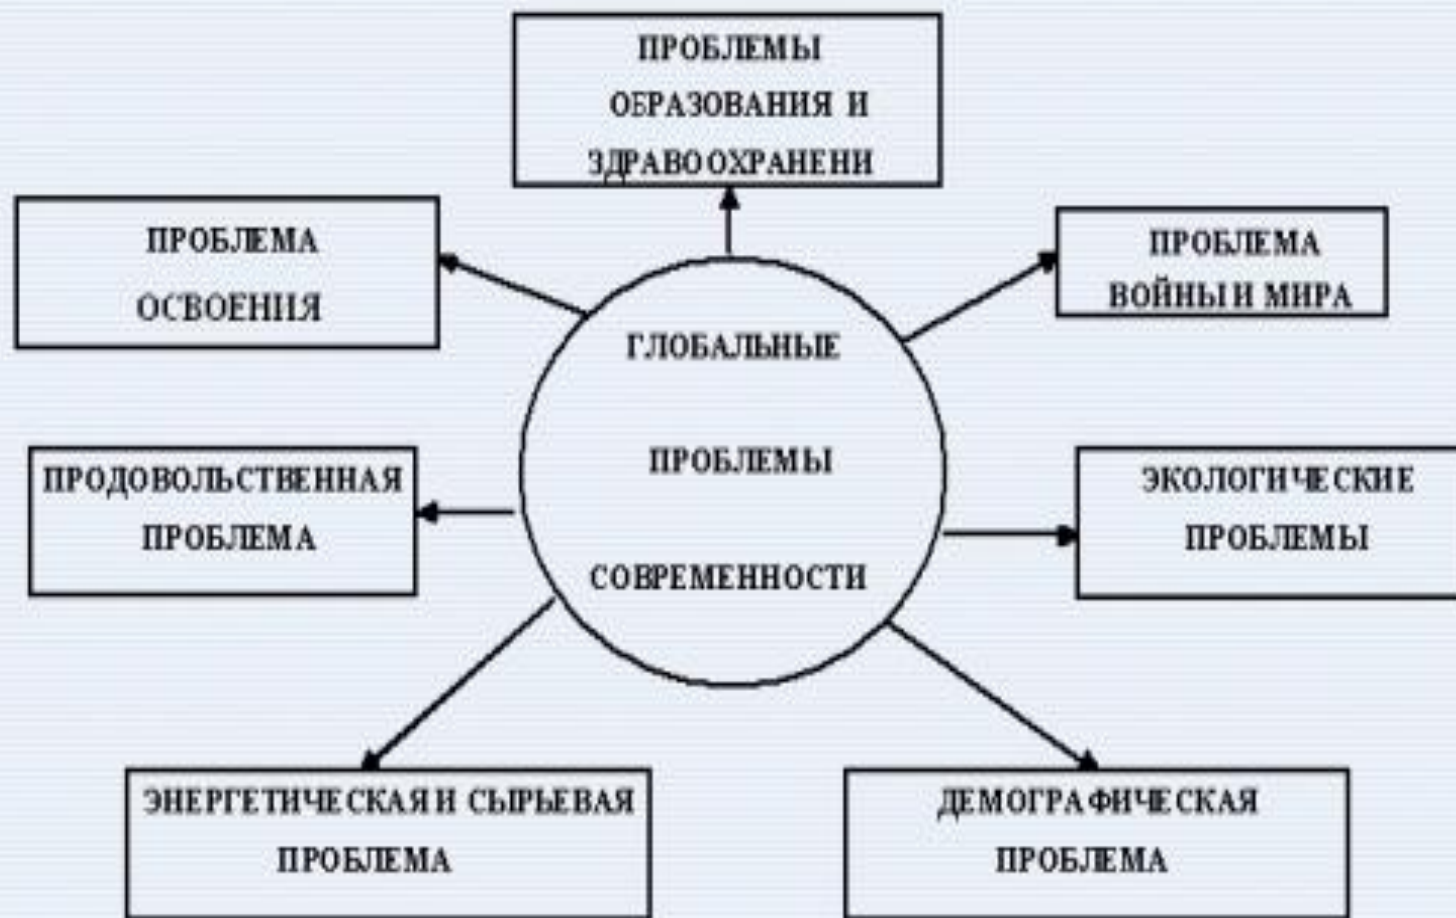 ПРОБЛЕМЫ
ОБРАЗОВАНИЯ И
ЗДРАВООХРАНЕНИ
ПРОБЛЕМА
ОСВОЕНИЯ
ПРОБЛЕМА
ВОЙНЫ И МИРА
ГЛОБАЛЬНЫЕ
ПРОБЛЕМЫ
СОВРЕМЕННОСТИ
ПРОДОВОЛЬСТВЕННАЯ
ПРОБЛЕМА
ЭКОЛОГИЧЕСКИЕ
ПРОБЛЕМЫ
ЭНЕРГЕТИЧЕСКАЯ И СЫРЬЕВАЯ
ПРОБЛЕМА
ДЕМОГРАФИЧЕСКАЯ
ПРОБЛЕМА